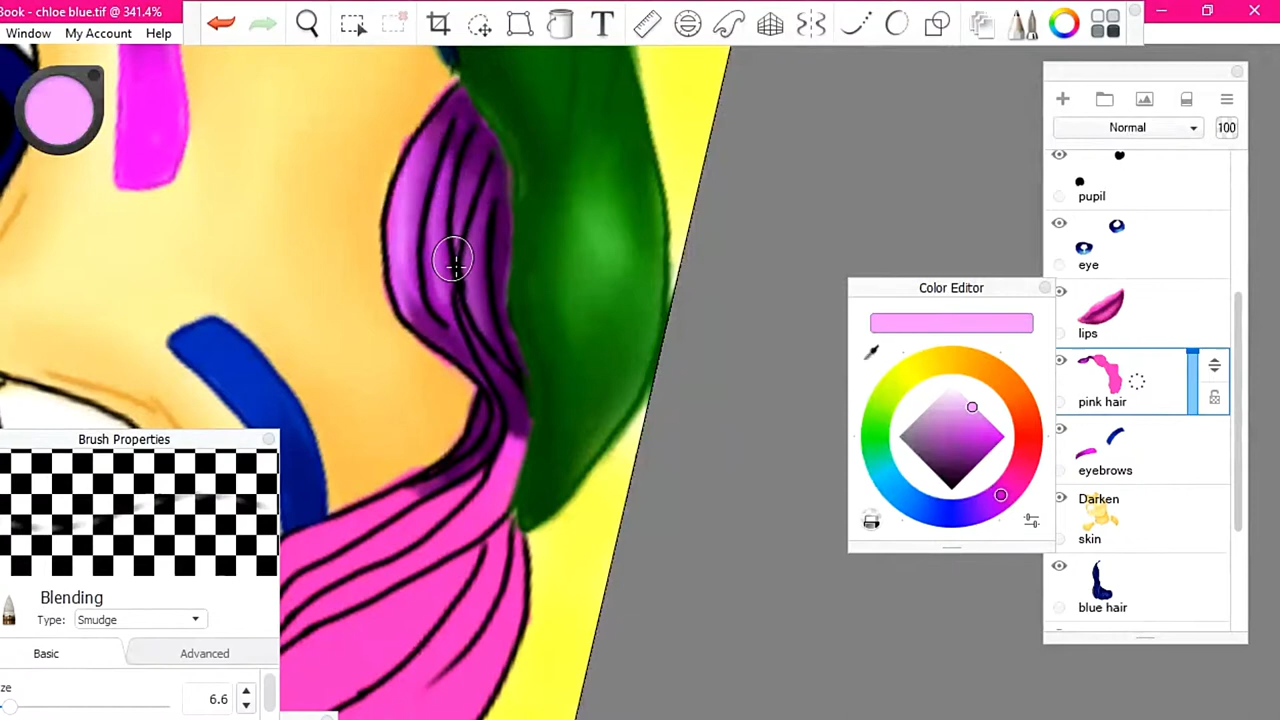 Book - chloe blue.tif @ 341.4%
Window My Account Help
T
Normal
100
pupil
eye
lips
pink hair
eyebrows
Darken
skin
blue hair
Color Editor
Brush Properties
Blending
Type: Smudge
Basic Advanced
ze 6.6